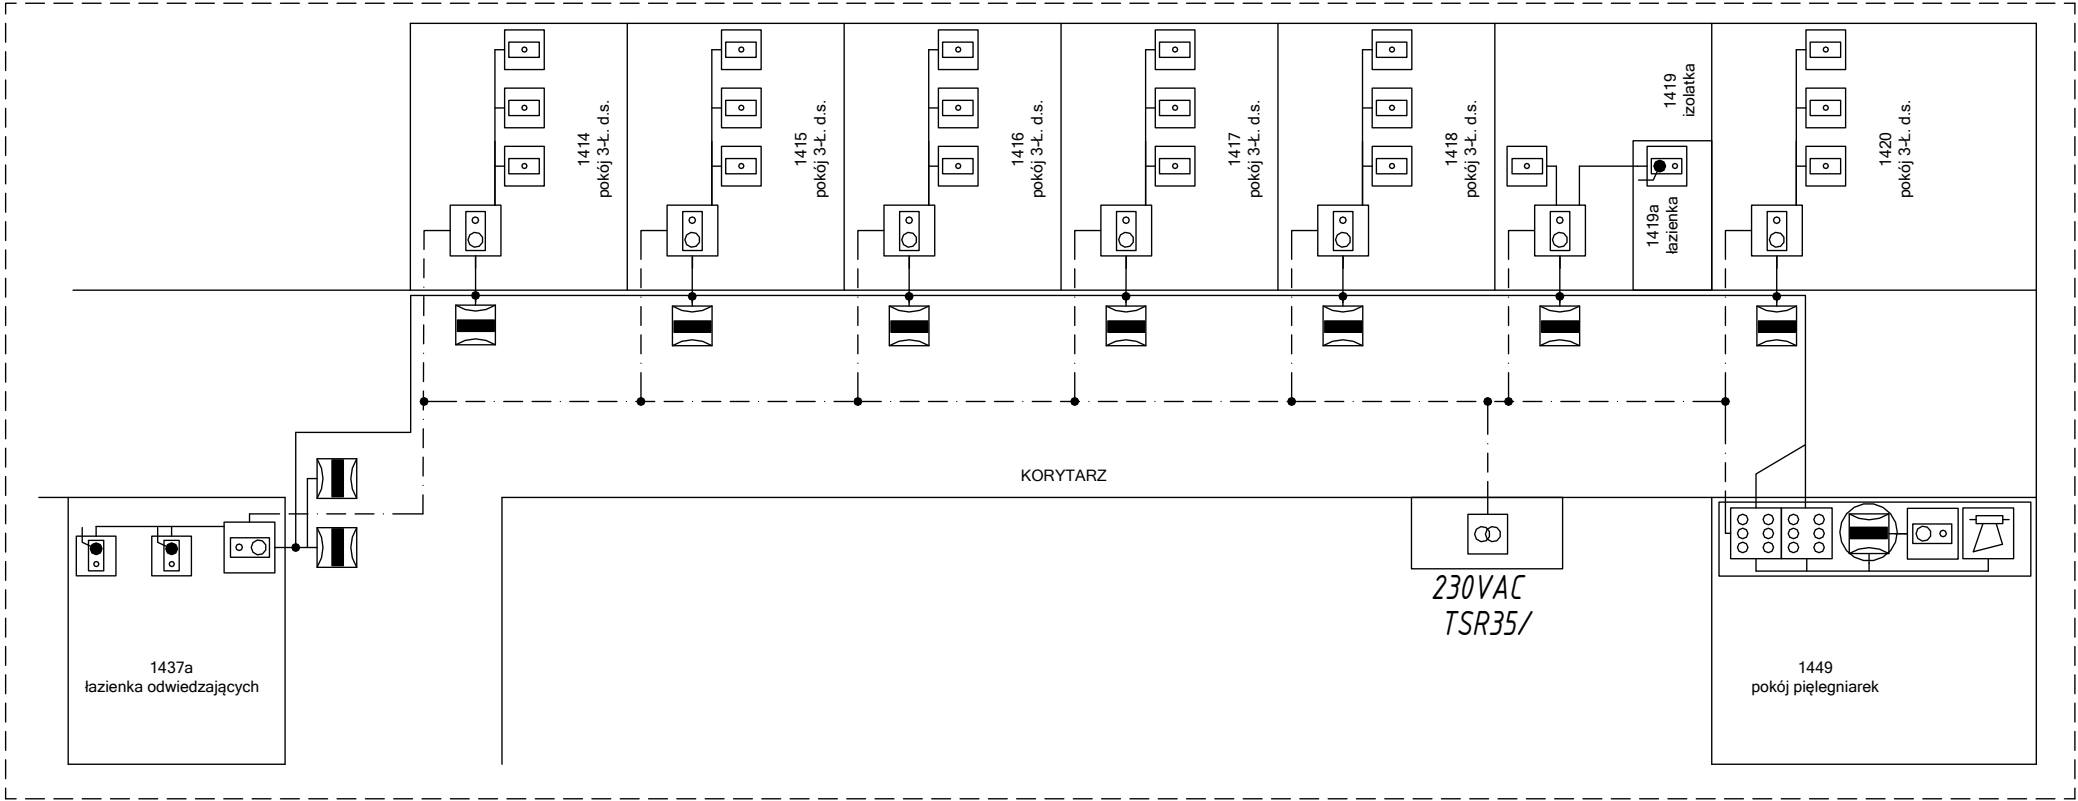 1414
pokój 3-Ł. d.s.
1415
pokój 3-Ł. d.s.
1416
pokój 3-Ł. d.s.
1417
pokój 3-Ł. d.s.
1418
pokój 3-Ł. d.s.
1419
izolatka
1419a
łazienka
1420
pokój 3-Ł. d.s.
KORYTARZ
230VAC
TSR35/
1437a
łazienka odwiedzających
1449
pokój pięlegniarek